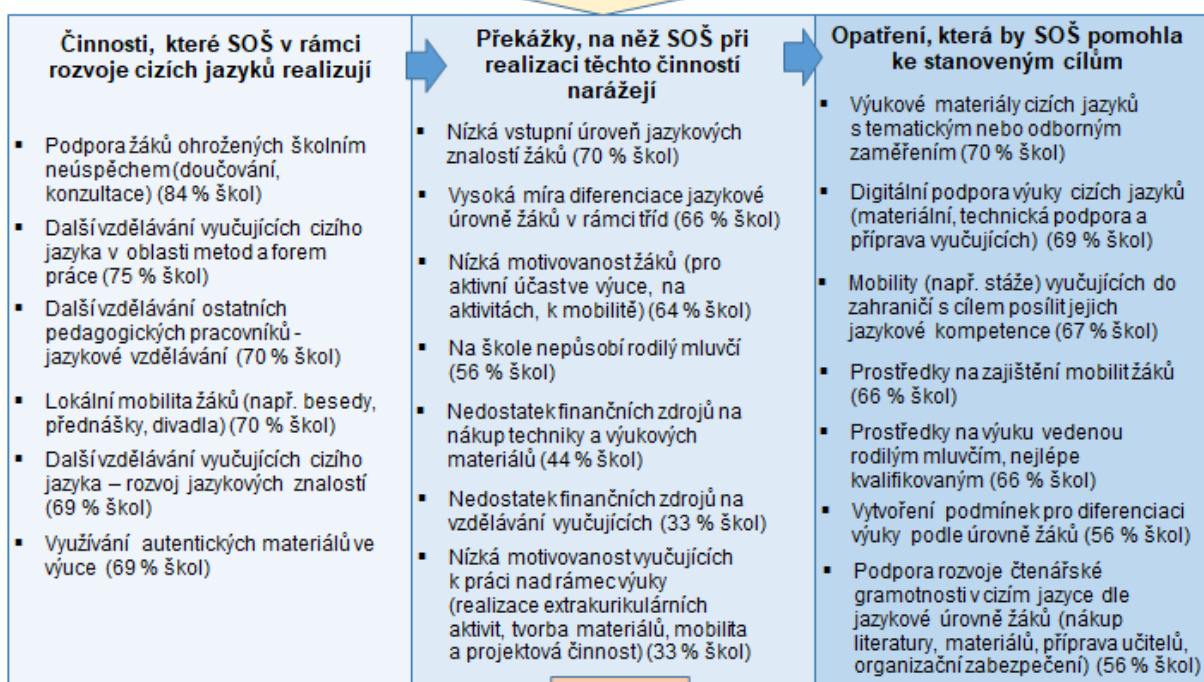 Činnosti, které SOŠ v rámci
rozvoje cizích jazyků realizují
▪ Podpora žáků ohrožených školním
neúspěchem (doučování,
konzultace) (84 % škol)
▪ Další vzdělávání vyučujících cizího
jazyka v oblasti metod a forem
práce (75 % škol)
▪ Další vzdělávání ostatních
pedagogických pracovníků -
jazykové vzdělávání (70 % škol)
▪ Lokální mobilita žáků (např. besedy,
přednášky, divadla) (70 % škol)
▪ Další vzdělávání vyučujících cizího
jazyka – rozvoj jazykových znalostí
(69 % škol)
▪ Využívání autentických materiálů ve
výuce (69 % škol)
Překážky, na něž SOŠ při
realizaci těchto činností
narážejí
▪ Nízká vstupní úroveň jazykových
znalostí žáků (70 % škol)
▪ Vysoká míra diferenciace jazykové
úrovně žáků v rámci tříd (66 % škol)
▪ Nízká motivovanost žáků (pro
aktivní účast ve výuce, na
aktivitách, k mobilitě) (64 % škol)
▪ Na škole nepůsobí rodilý mluvčí
(56 % škol)
▪ Nedostatek finančních zdrojů na
nákup techniky a výukových
materiálů (44 % škol)
▪ Nedostatek finančních zdrojů na
vzdělávání vyučujících (33 % škol)
▪ Nízká motivovanost vyučujících
k práci nad rámec výuky
(realizace extrakurikulárních
aktivit, tvorba materiálů, mobilita
a projektová činnost) (33 % škol)
Opatření, která by SOŠ pomohla
ke stanoveným cílům
▪ Výukové materiály cizích jazyků
s tematickým nebo odborným
zaměřením (70 % škol)
▪ Digitální podpora výuky cizích jazyků
(materiální, technická podpora a
příprava vyučujících) (69 % škol)
▪ Mobility (např. stáže) vyučujících do
zahraničí s cílem posílit jejich
jazykové kompetence (67 % škol)
▪ Prostředky na zajištění mobilit žáků
(66 % škol)
▪ Prostředky na výuku vedenou
rodilým mluvčím, nejlépe
kvalifikovaným (66 % škol)
▪ Vytvoření podmínek pro diferenciaci
výuky podle úrovně žáků (56 % škol)
▪ Podpora rozvoje čtenářské
gramotnosti v cizím jazyce dle
jazykové úrovně žáků (nákup
literatury, materiálů, příprava učitelů,
organizační zabezpečení) (56 % škol)